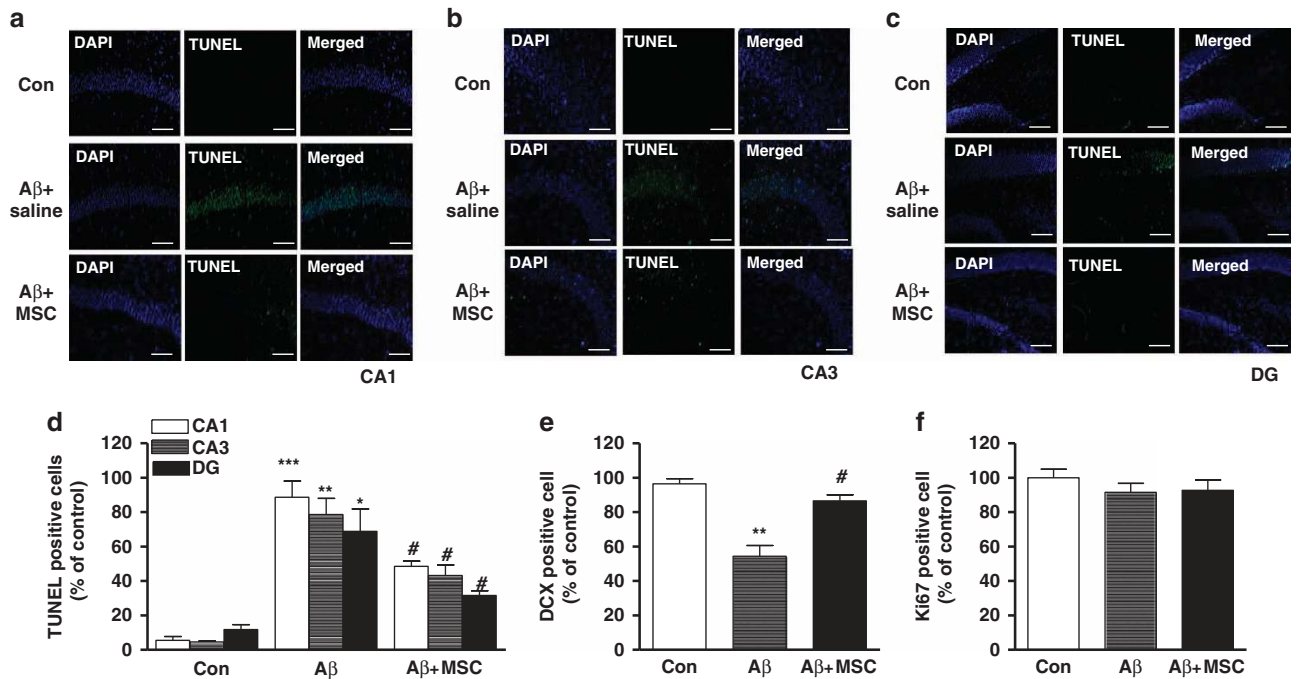 a
DAPI TUNEL Merged
Con
DAPI TUNEL Merged
Aβ+
saline
DAPI TUNEL Merged
Aβ+
MSC
CA1
b
DAPI TUNEL Merged
Con
DAPI TUNEL Merged
Aβ+
saline
DAPI TUNEL Merged
Aβ+
MSC
CA3
c
DAPI TUNEL Merged
Con
DAPI TUNEL Merged
Aβ+
saline
DAPI TUNEL Merged
Aβ+
MSC
DG
d
CA1
CA3
DG
TUNEL positive cells
(% of control)
120
100
80
60
40
20
0
*** ** *
# # #
Con Aβ Aβ+MSC
e
DCX positive cell
(% of control)
120
100
80
60
40
20
0
**
#
Con Aβ Aβ+MSC
f
Ki67 positive cell
(% of control)
120
100
80
60
40
20
0
Con Aβ Aβ+MSC